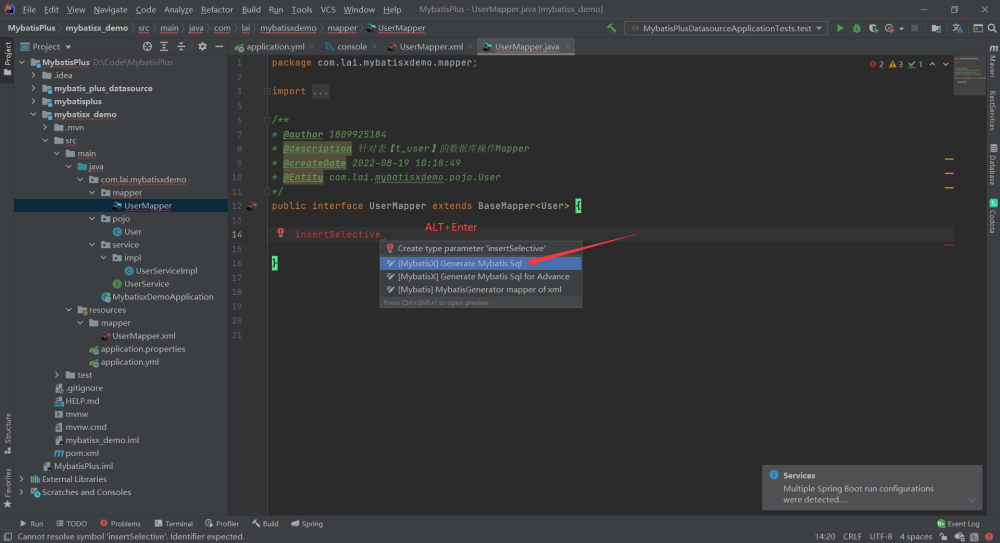 File Edit View Navigate Code Analyze Refactor Build Run Tools VCS Window Help MybatisPlus - UserMapper.java [mybatisx_demo]
MybatisPlus mybatisx_demo src main java com lai mybatisxdemo mapper UserMapper MybatisPlusDatasourceApplicationTests.test
Project
application.yml
console
UserMapper.xml
UserMapper.java
Project
Structure
Favorites
MybatisPlus D:\Code\MybatisPlus
.idea
mybatis_plus_datasource
mybatisplus
mybatisx_demo
.mvn
src
main
java
com.lai.mybatisxdemo
mapper
UserMapper
pojo
User
service
impl
UserServiceImpl
UserService
MybatisxDemoApplication
resources
mapper
UserMapper.xml
application.properties
application.yml
test
.gitignore
HELP.md
mvnw
mvnw.cmd
mybatisx_demo.iml
pom.xml
MybatisPlus.iml
External Libraries
Scratches and Consoles
1 package com.lai.mybatisxdemo.mapper;
2
3 import ...
5
6 /**
7 * @author 1809925184
8 * @description 针对表【t_user】的数据库操作Mapper
9 * @createDate 2022-08-19 10:18:49
10 * @Entity com.lai.mybatisxdemo.pojo.User
11 */
12 public interface UserMapper extends BaseMapper<User> {
13
ALT+Enter
14 insertSelective
15
16 }
17
18
19
20
21
Create type parameter 'insertSelective'
[MybatisX] Generate Mybatis Sql
[MybatisX] Generate Mybatis Sql for Advance
[Mybatis] MybatisGenerator mapper of xml
Press Ctrl+Shift+I to open preview
2 3 1
Maven
RestServices
Database
Codota
Services
Multiple Spring Boot run configurations
were detected....
Run TODO Problems Terminal Profiler Build Spring
9+ Event Log
Cannot resolve symbol 'insertSelective'. Identifier expected.
14:20 CRLF UTF-8 4 spaces